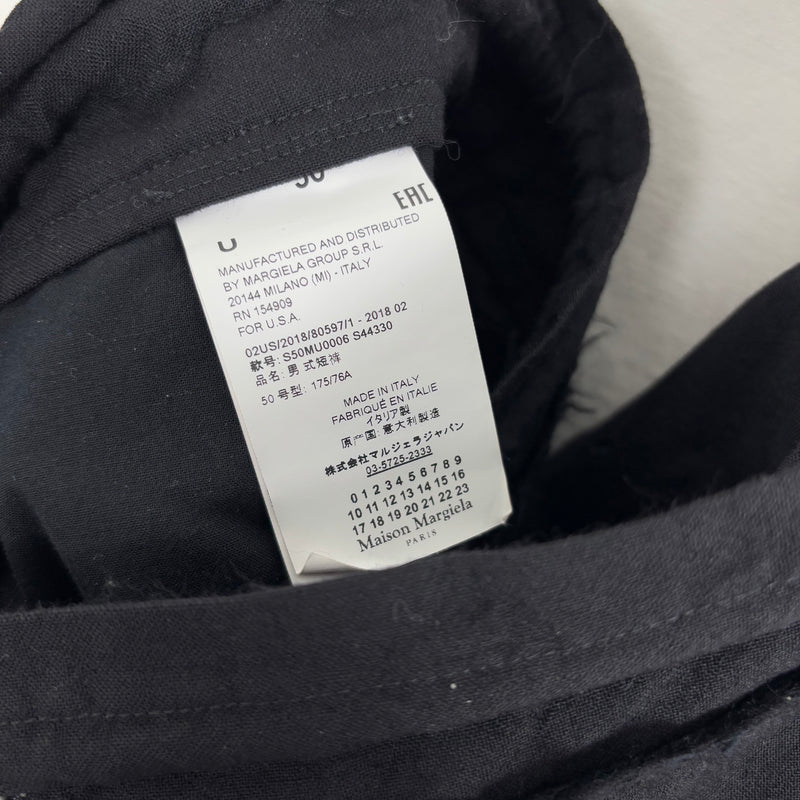 50
EAC
U
MANUFACTURED AND DISTRIBUTED
BY MARGIELA GROUP S.R.L.
20144 MILANO (MI) - ITALY
RN 154909
FOR U.S.A.
02US/2018/80597/1 - 2018 02
款号: S50MU0006 S44330
品名: 男式短裤
50 号型: 175/76A
MADE IN ITALY
FABRIQUÉ EN ITALIE
イタリア製
原产国: 意大利制造
株式会社マルジェラジャパン
03-5725-2333
0 1 2 3 4 5 6 7 8 9
10 11 12 13 14 15 16
17 18 19 20 21 22 23
Maison Margiela
PARIS